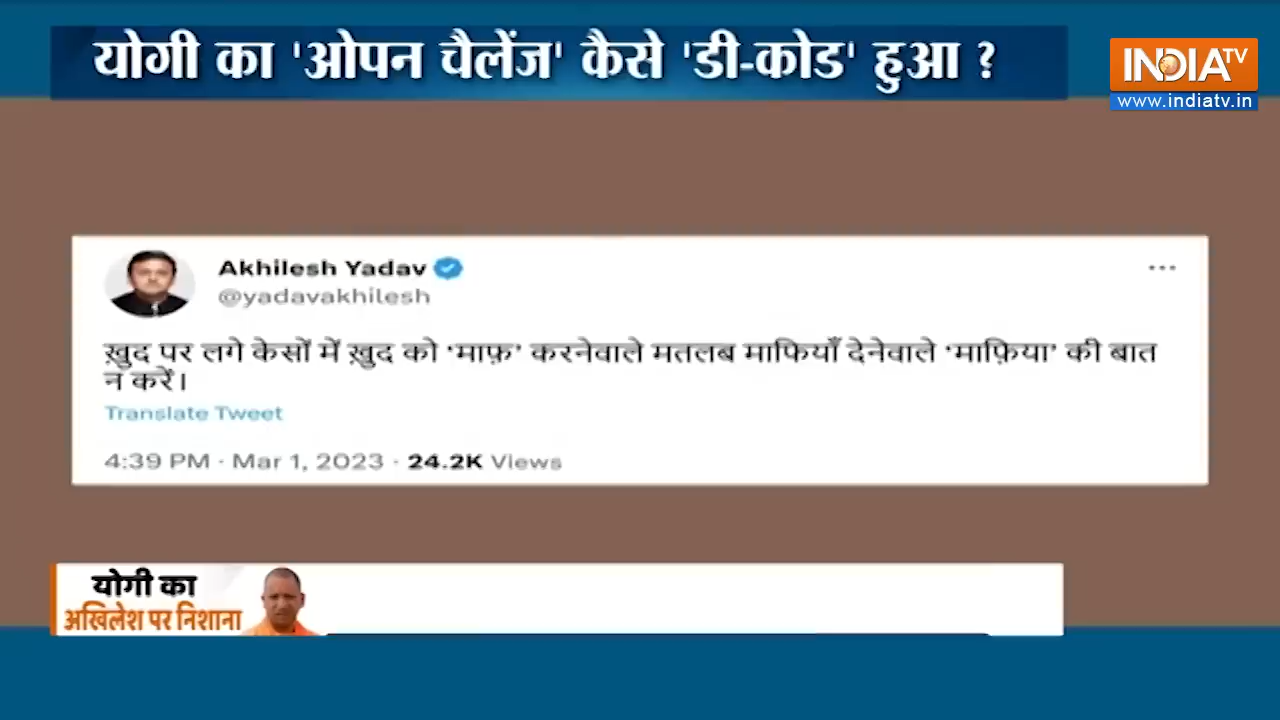 योगी का 'ओपन चैलेंज' कैसे 'डी-कोड' हुआ ?
INDIA TV
www.indiatv.in
Akhilesh Yadav
@yadavakhilesh
ख़ुद पर लगे केसों में ख़ुद को ‘माफ़’ करनेवाले मतलब माफियाँ देनेवाले ‘माफ़िया’ की बात
न करें।
Translate Tweet
4:39 PM · Mar 1, 2023 · 24.2K Views
योगी का
अखिलेश पर निशाना